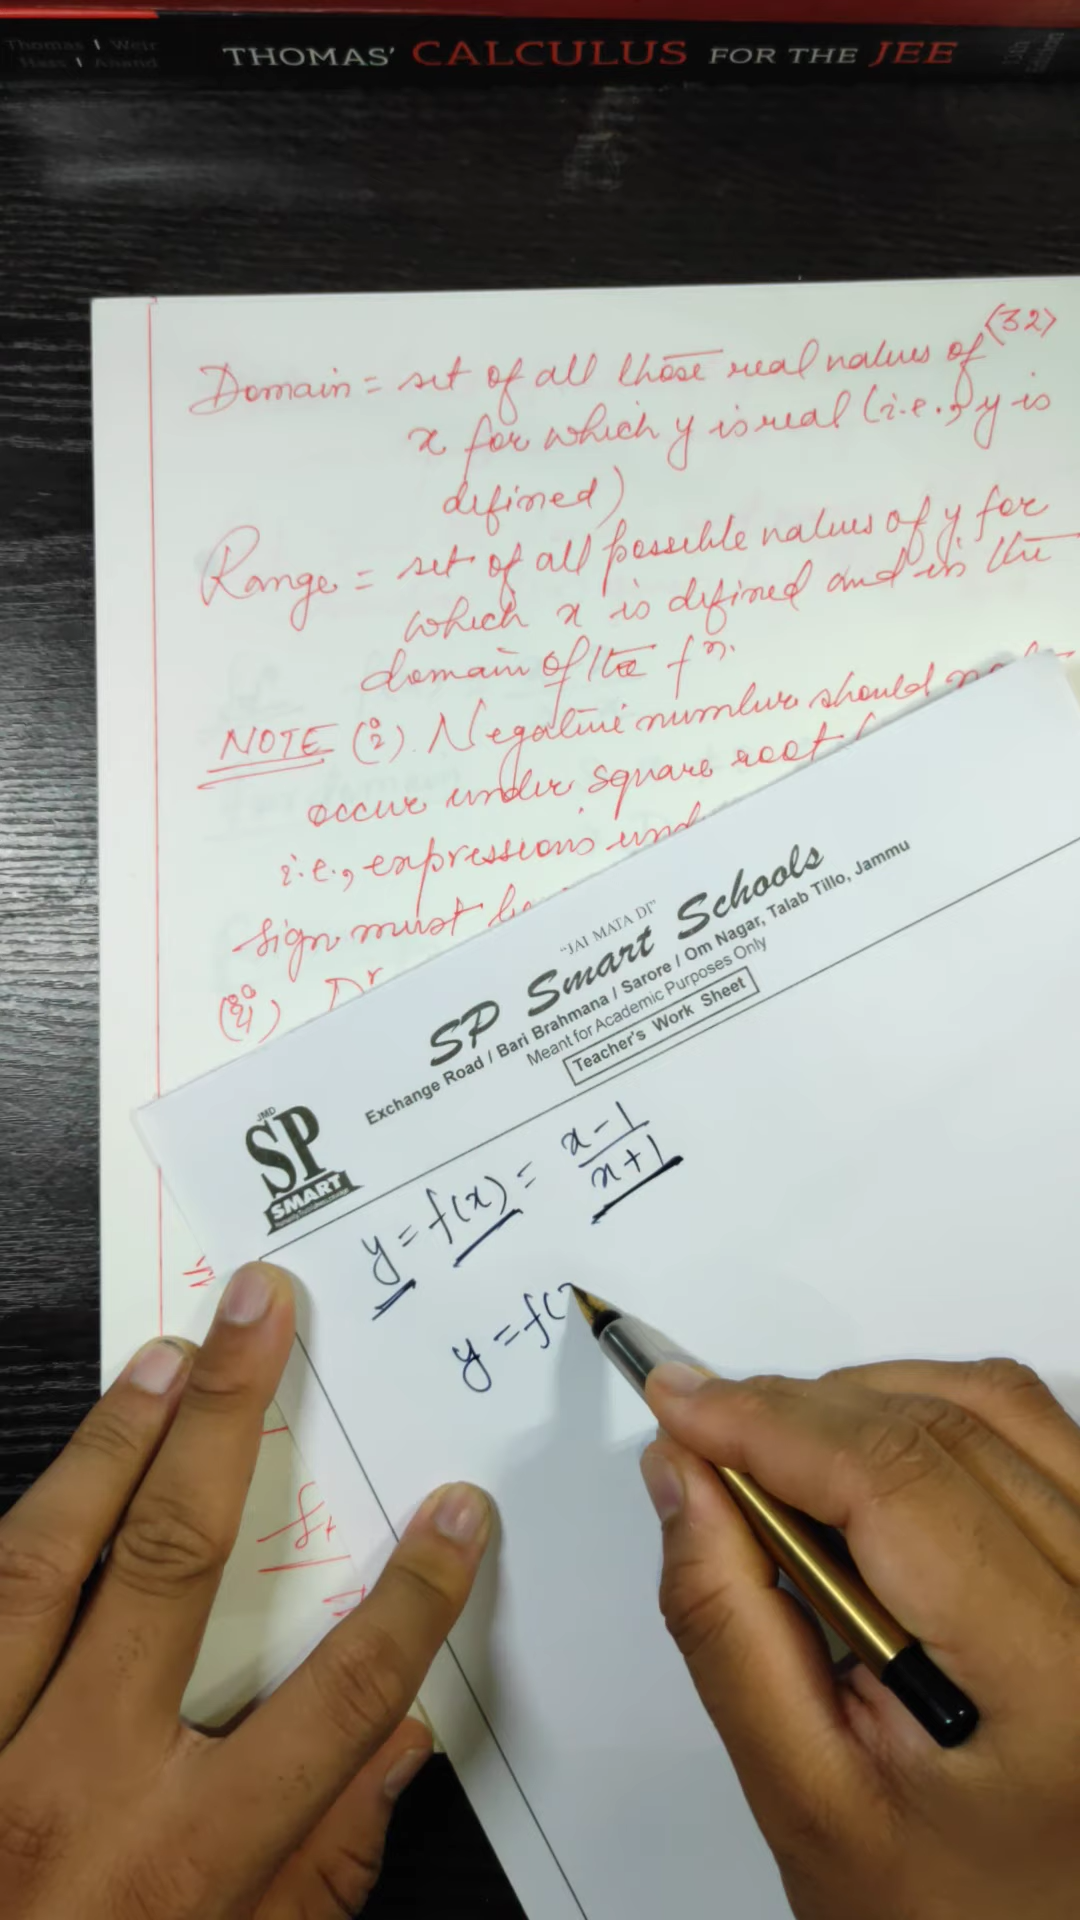 Thomas | Weir
Hass | Anand
THOMAS' CALCULUS FOR THE JEE
(32)
Domain = set of all those real values of
x for which y is real (i.e., y is
defined)
Range = set of all possible values of y for
which x is defined and in the
domain of the fn.
NOTE (i). Negative number should
occur under square root
i.e., expressions und
sign must be
(ii)
"JAI MATA DI"
SP Smart Schools
Exchange Road / Bari Brahmana / Sarore / Om Nagar, Talab Tillo, Jammu
Meant for Academic Purposes Only
Teacher's Work Sheet
JMD
SP
SMART
y = f(x) = x-1/x+1
y = f(